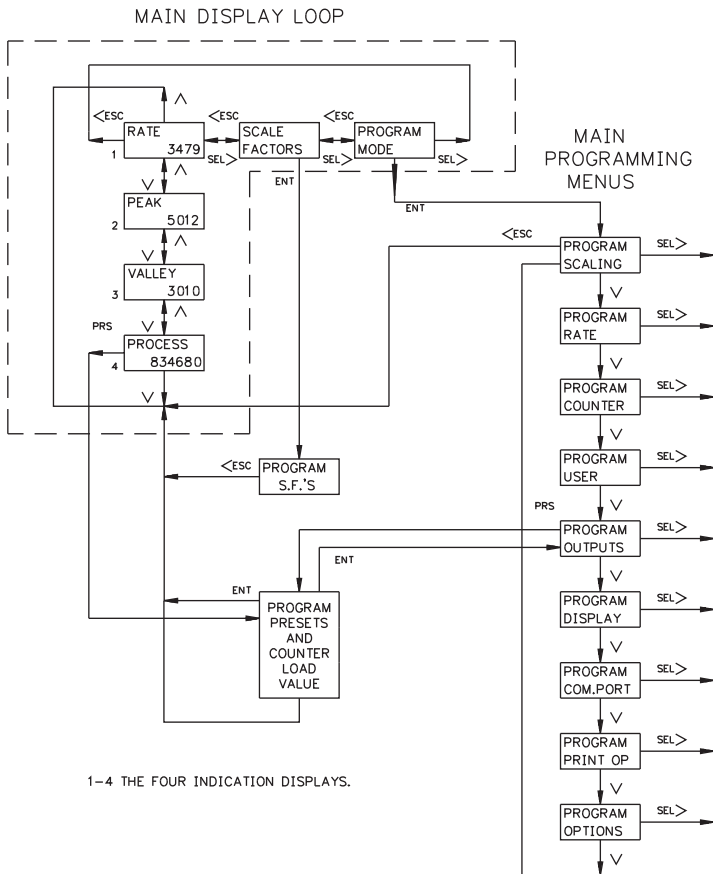 MAIN DISPLAY LOOP
<ESC
<ESC
<ESC
RATE
3479
1
SCALE
FACTORS
PROGRAM
MODE
SEL>
SEL>
SEL>
ENT
ENT
PEAK
5012
2
VALLEY
3010
3
PRS
PROCESS
834680
4
MAIN
PROGRAMMING
MENUS
<ESC
PROGRAM
SCALING
SEL>
PROGRAM
RATE
SEL>
PROGRAM
COUNTER
SEL>
PROGRAM
USER
SEL>
<ESC
PROGRAM
S.F.'S
PRS
PROGRAM
OUTPUTS
SEL>
ENT
ENT
PROGRAM
PRESETS
AND
COUNTER
LOAD
VALUE
PROGRAM
DISPLAY
SEL>
PROGRAM
COM.PORT
SEL>
PROGRAM
PRINT OP
SEL>
PROGRAM
OPTIONS
SEL>
1-4 THE FOUR INDICATION DISPLAYS.